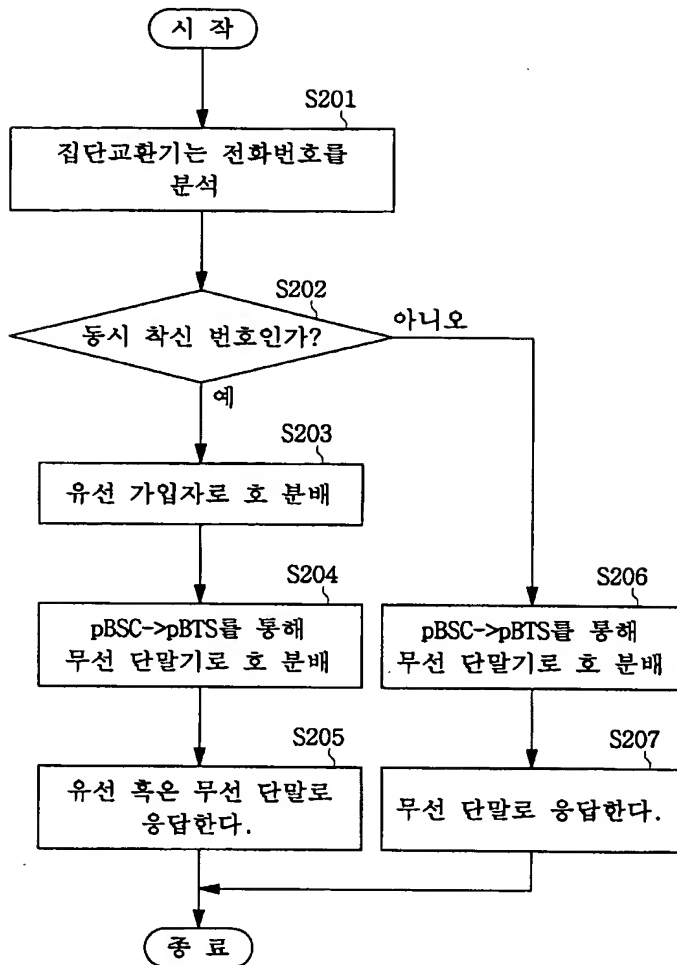 시 작
S201
집단교환기는 전화번호를
분석
S202
동시 착신 번호인가?
아니오
예
S203
유선 가입자로 호 분배
S204
pBSC->pBTS를 통해
무선 단말기로 호 분배
S206
pBSC->pBTS를 통해
무선 단말기로 호 분배
S205
유선 혹은 무선 단말로
응답한다.
S207
무선 단말로 응답한다.
종 료